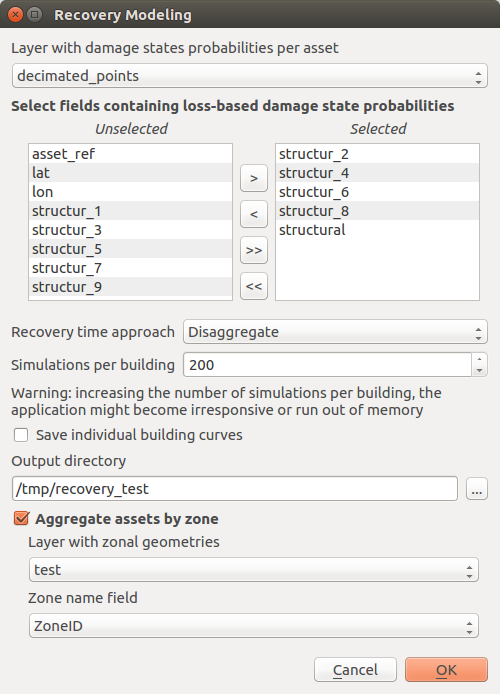 Recovery Modeling
Layer with damage states probabilities per asset
decimated_points
Select fields containing loss-based damage state probabilities
Unselected
Selected
asset_ref
lat
lon
structur_1
structur_3
structur_5
structur_7
structur_9
>
<
>>
<<
structur_2
structur_4
structur_6
structur_8
structural
Recovery time approach Disaggregate
Simulations per building 200
Warning: increasing the number of simulations per building, the
application might become irresponsive or run out of memory
Save individual building curves
Output directory
/tmp/recovery_test ...
Aggregate assets by zone
Layer with zonal geometries
test
Zone name field
ZoneID
Cancel OK